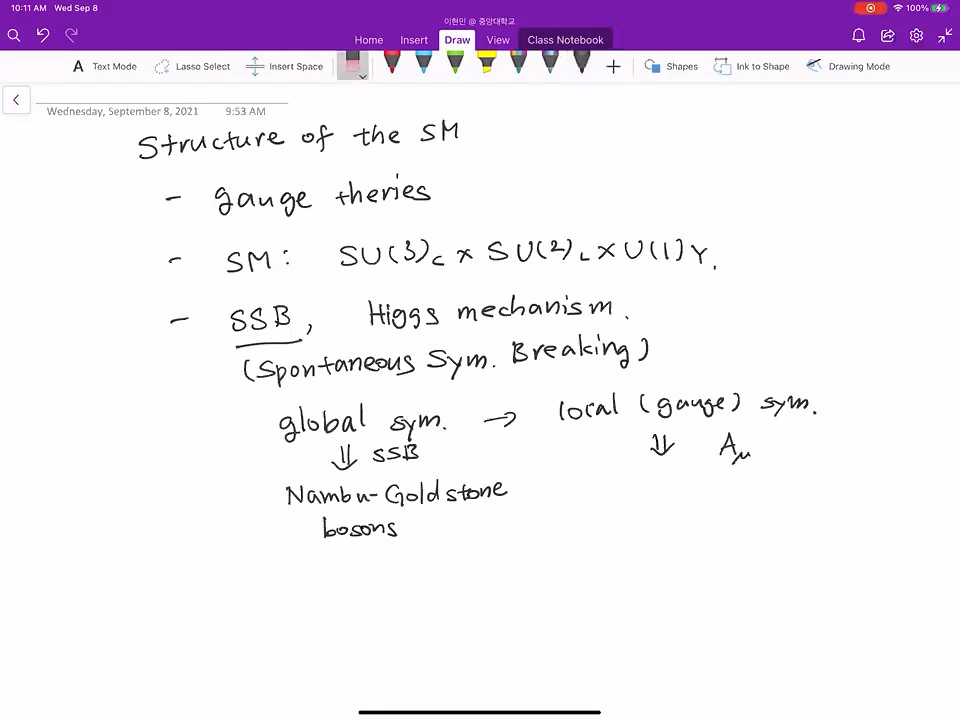 10:11 AM Wed Sep 8
100%
이현민 @ 중앙대학교
Home Insert Draw View Class Notebook
A Text Mode Lasso Select Insert Space Shapes Ink to Shape Drawing Mode
Wednesday, September 8, 2021 9:53 AM
Structure of the SM
- gauge theries
- SM: SU(3)c × SU(2)L × U(1)Y.
- SSB, Higgs mechanism.
(Spontaneous Sym. Breaking)
global sym. → local (gauge) sym.
⇓ SSB ⇓ Aμ
Nambu-Goldstone
bosons